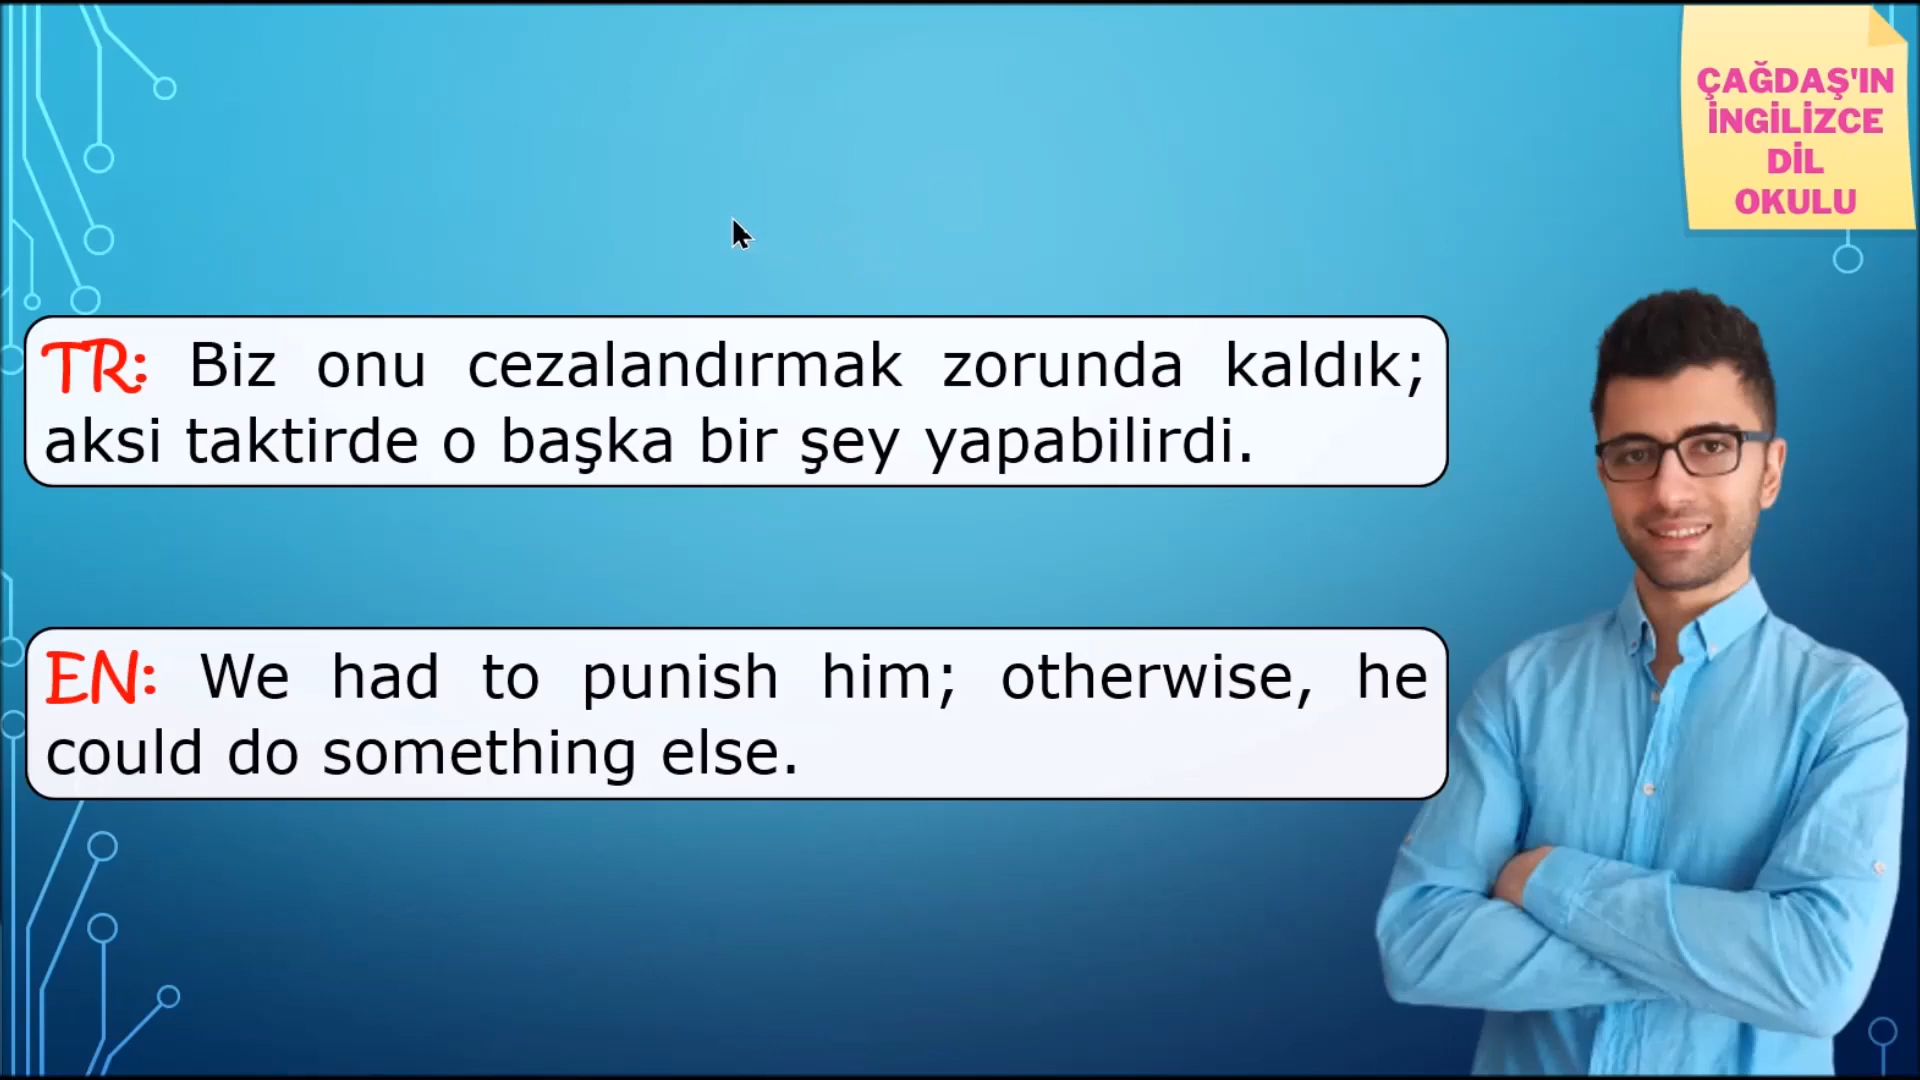 ÇAĞDAŞ'IN
İNGİLİZCE
DİL
OKULU
TR: Biz onu cezalandırmak zorunda kaldık;
aksi taktirde o başka bir şey yapabilirdi.
EN: We had to punish him; otherwise, he
could do something else.